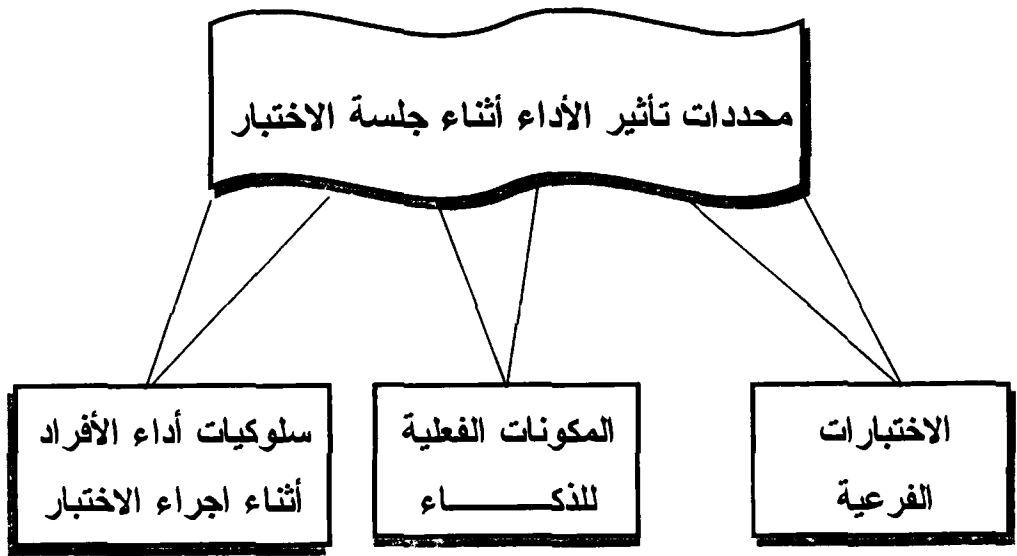 محددات تأثير الأداء أثناء جلسة الاختبار
الاختبارات
الفرعية
المكونات الفعلية
للذكـــــــاء
سلوكيات أداء الأفراد
أثناء اجراء الاختبار